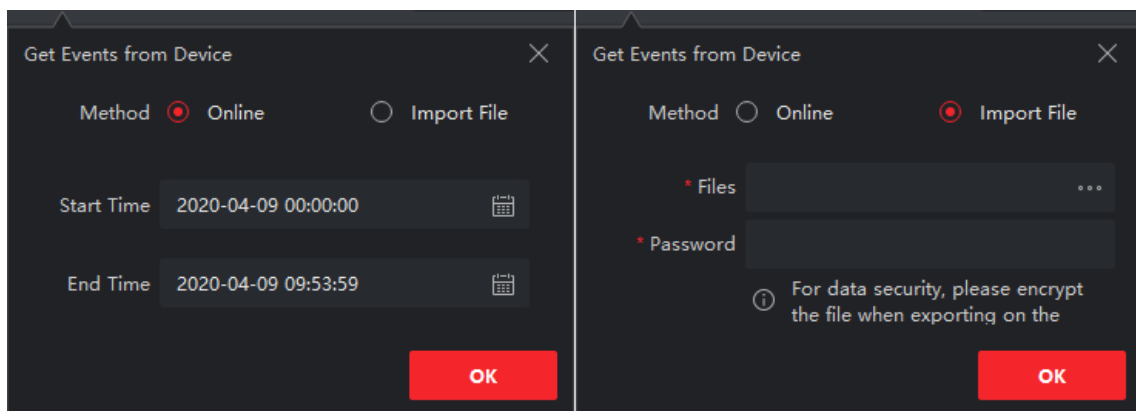 Get Events from Device
Method Online Import File
Start Time 2020-04-09 00:00:00
End Time 2020-04-09 09:53:59
OK
Get Events from Device
Method Online Import File
* Files
* Password
For data security, please encrypt
the file when exporting on the
OK